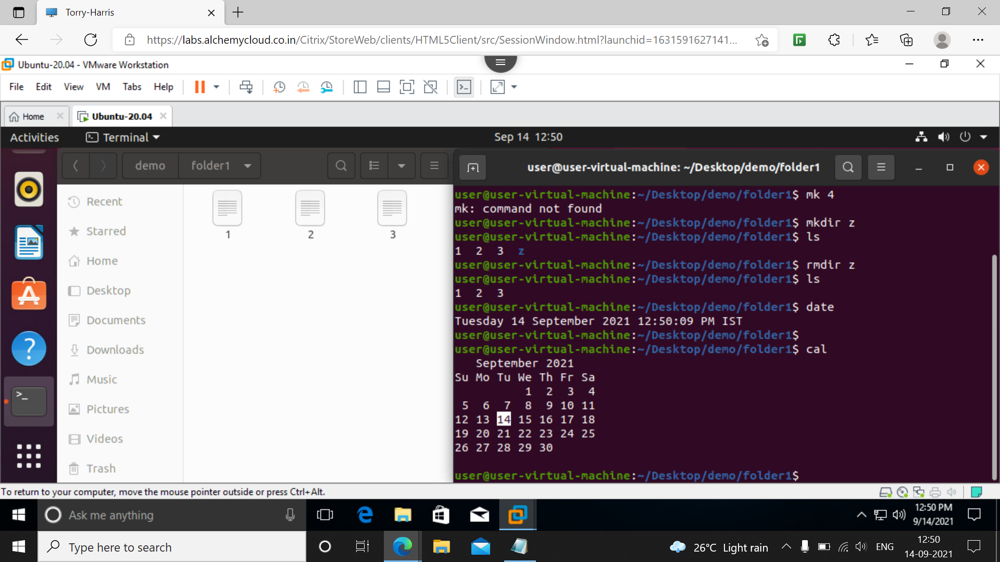 Torry-Harris
https://labs.alchemycloud.co.in/Citrix/StoreWeb/clients/HTML5Client/src/SessionWindow.html?launchid=1631591627141...
Ubuntu-20.04 - VMware Workstation
File Edit View VM Tabs Help
Home Ubuntu-20.04
Activities Terminal Sep 14 12:50
demo folder1
Recent
Starred
Home
Desktop
Documents
Downloads
Music
Pictures
Videos
Trash
1 2 3
user@user-virtual-machine: ~/Desktop/demo/folder1
user@user-virtual-machine:~/Desktop/demo/folder1$ mk 4
mk: command not found
user@user-virtual-machine:~/Desktop/demo/folder1$ mkdir z
user@user-virtual-machine:~/Desktop/demo/folder1$ ls
1 2 3 z
user@user-virtual-machine:~/Desktop/demo/folder1$ rmdir z
user@user-virtual-machine:~/Desktop/demo/folder1$ ls
1 2 3
user@user-virtual-machine:~/Desktop/demo/folder1$ date
Tuesday 14 September 2021 12:50:09 PM IST
user@user-virtual-machine:~/Desktop/demo/folder1$
user@user-virtual-machine:~/Desktop/demo/folder1$ cal
September 2021
Su Mo Tu We Th Fr Sa
1 2 3 4
5 6 7 8 9 10 11
12 13 14 15 16 17 18
19 20 21 22 23 24 25
26 27 28 29 30
user@user-virtual-machine:~/Desktop/demo/folder1$
To return to your computer, move the mouse pointer outside or press Ctrl+Alt.
Ask me anything
12:50 PM
9/14/2021
Type here to search
26°C Light rain
ENG
12:50
14-09-2021